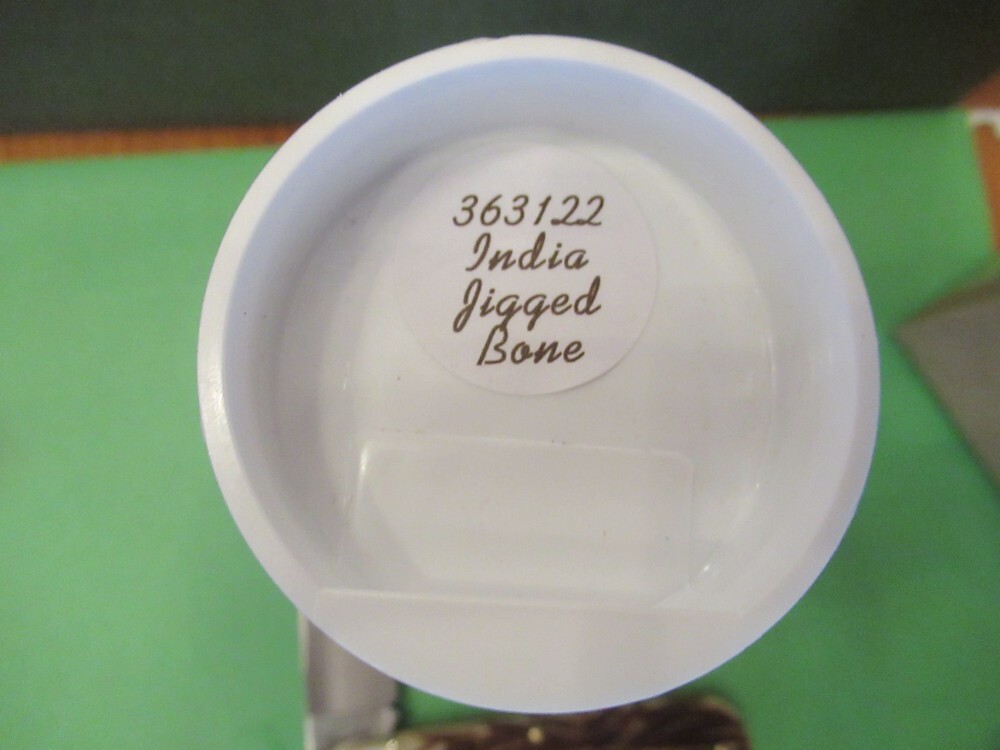 363122
India
Jigged
Bone